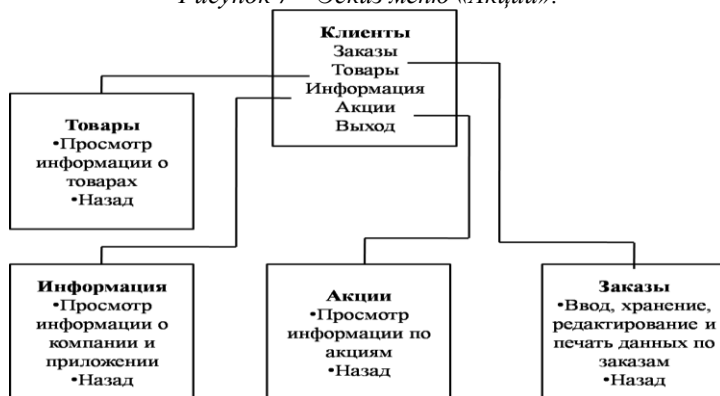 Рисунок 7 – Эскиз меню «Акции».
Клиенты
Заказы
Товары
Информация
Акции
Выход
Товары
•Просмотр
информации о
товарах
•Назад
Информация
•Просмотр
информации о
компании и
приложении
•Назад
Акции
•Просмотр
информации по
акциям
•Назад
Заказы
•Ввод, хранение,
редактирование и
печать данных по
заказам
•Назад